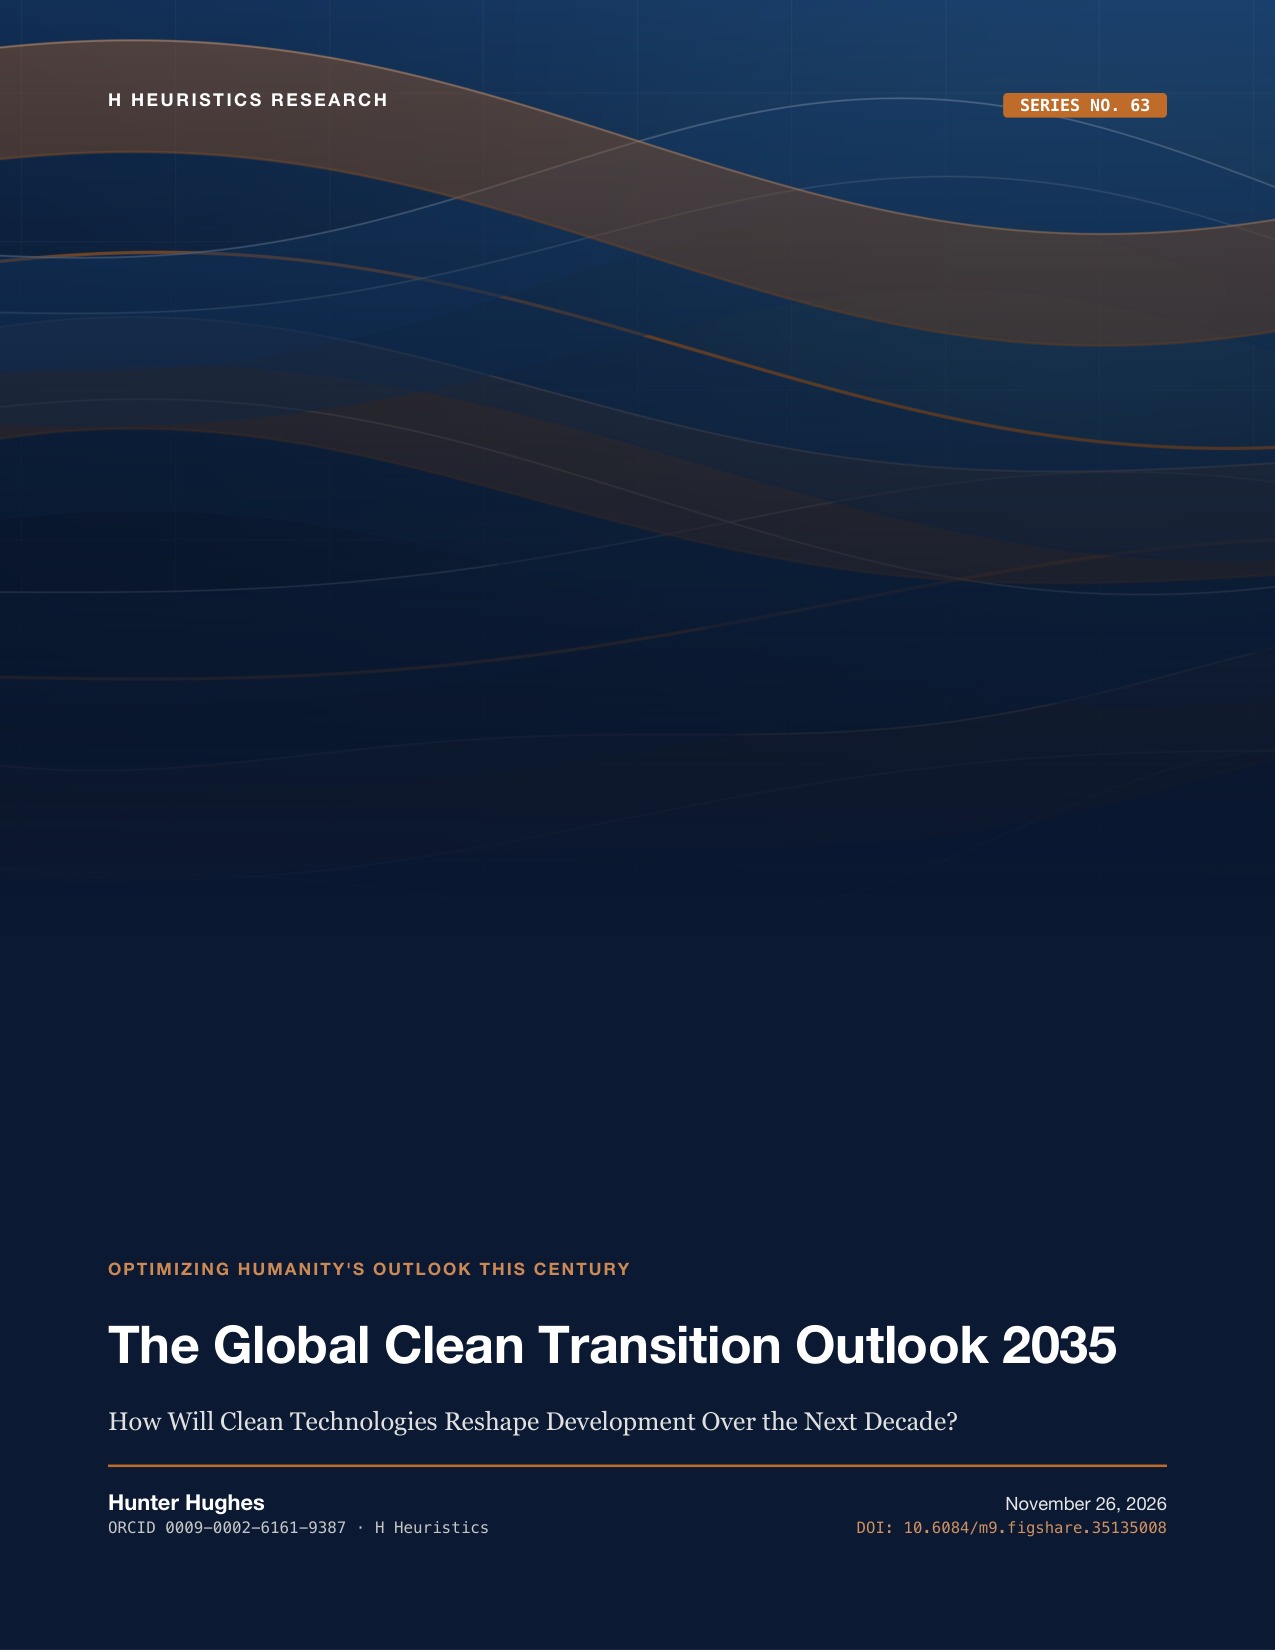 H HEURISTICS RESEARCH
SERIES NO. 63
OPTIMIZING HUMANITY'S OUTLOOK THIS CENTURY
The Global Clean Transition Outlook 2035
How Will Clean Technologies Reshape Development Over the Next Decade?
Hunter Hughes
November 26, 2026
ORCID 0009-0002-6161-9387 · H Heuristics
DOI: 10.6084/m9.figshare.35135008